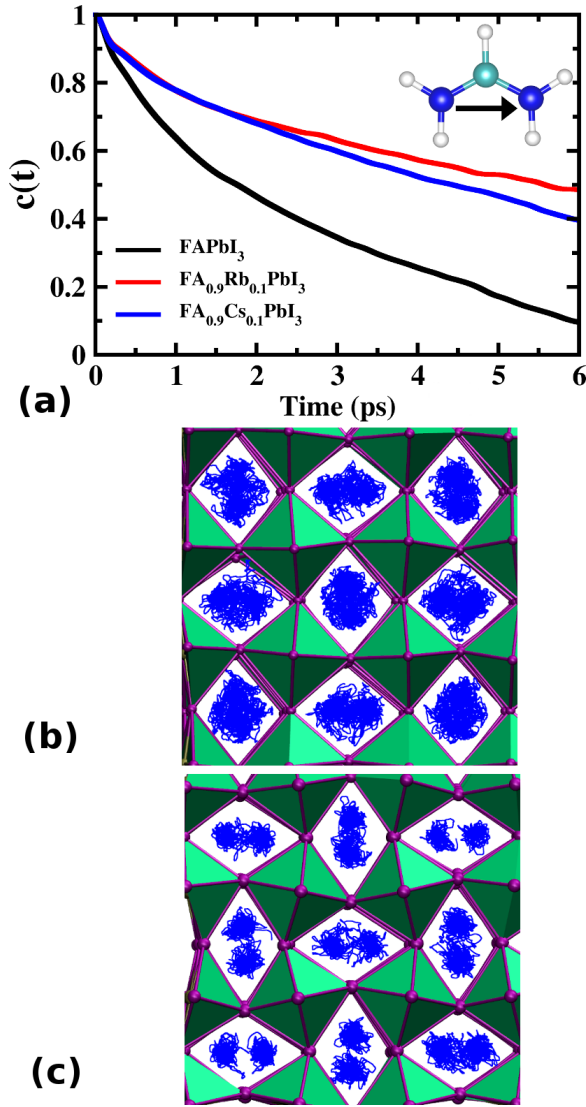 1
0.8
0.6
0.4
0.2
0
c(t)
FAPbI₃
FA₀.₉Rb₀.₁PbI₃
FA₀.₉Cs₀.₁PbI₃
0 1 2 3 4 5 6
Time (ps)
(a)
(b)
(c)